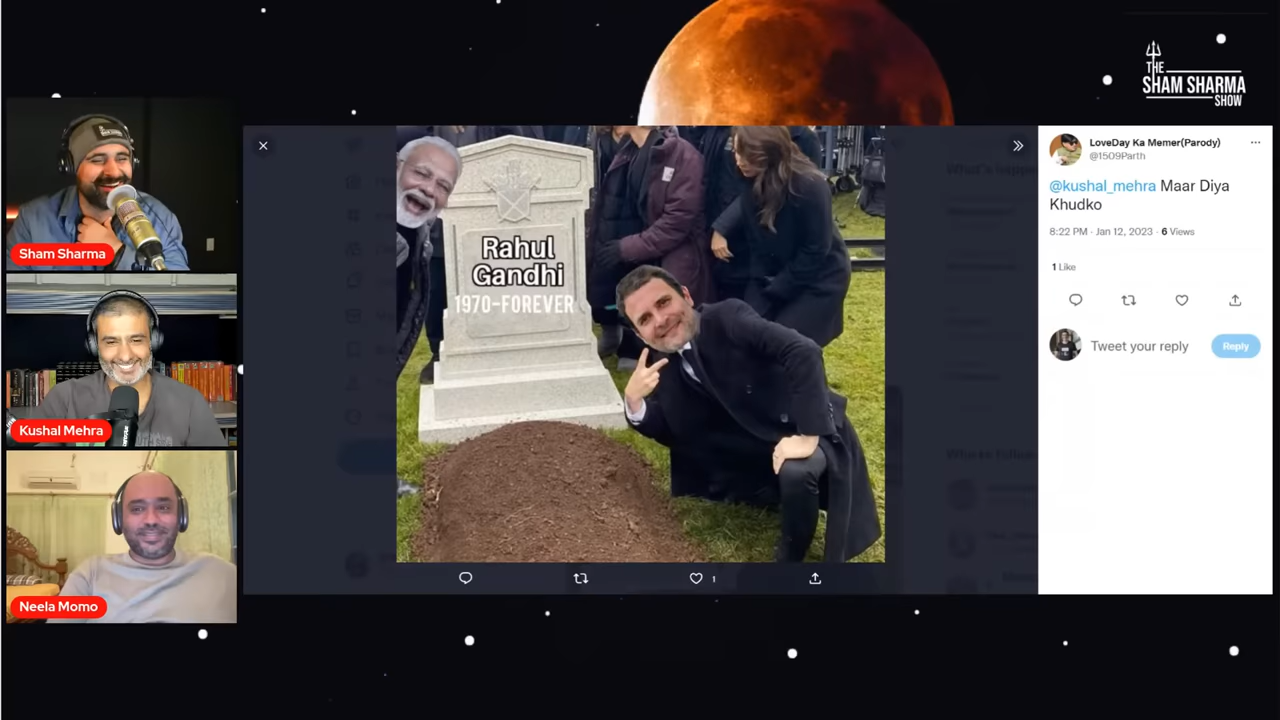 THE
SHAM SHARMA
SHOW
Sham Sharma
Kushal Mehra
Neela Momo
Rahul
Gandhi
1970-FOREVER
1
LoveDay Ka Memer(Parody)
@1509Parth
@kushal_mehra Maar Diya
Khudko
8:22 PM · Jan 12, 2023 · 6 Views
1 Like
Tweet your reply
Reply